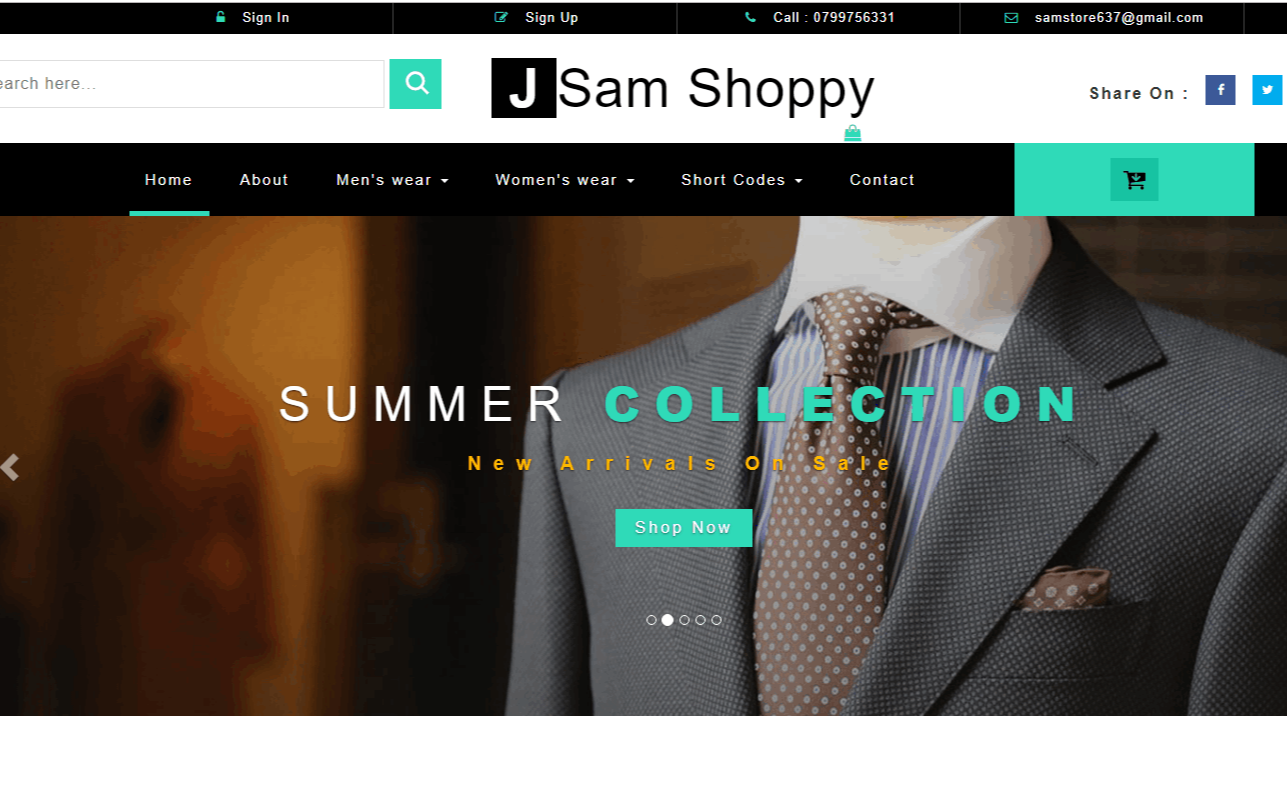 Sign In
Sign Up
Call : 0799756331
samstore637@gmail.com
earch here...
J Sam Shoppy
Share On :
Home
About
Men's wear
Women's wear
Short Codes
Contact
SUMMER COLLECTION
New Arrivals On Sale
Shop Now